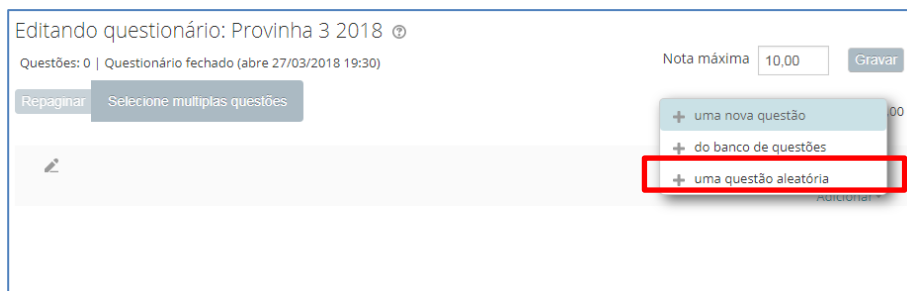 Editando questionário: Provinha 3 2018
Questões: 0 | Questionário fechado (abre 27/03/2018 19:30)
Nota máxima 10,00 Gravar
Repaginar Selecione multiplas questões
+ uma nova questão
.00
+ do banco de questões
+ uma questão aleatória
Adicionar